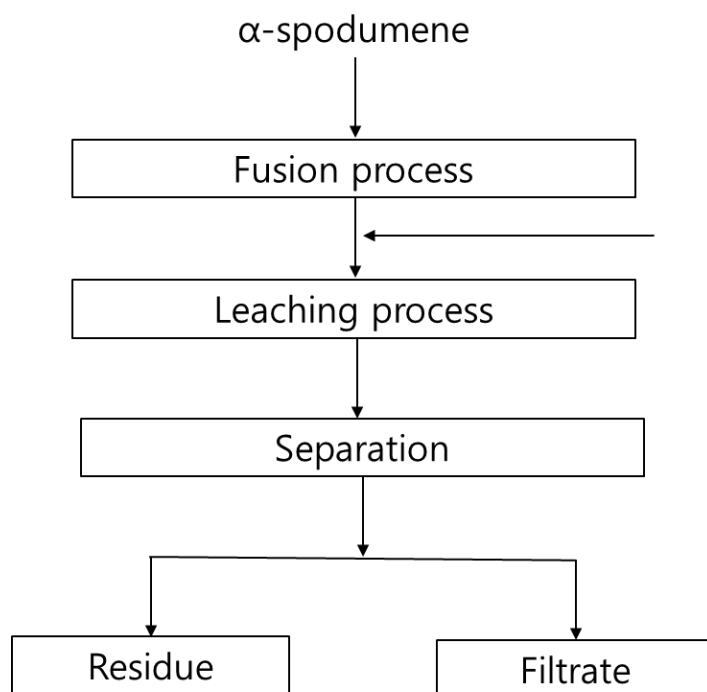 α-spodumene
Fusion process
Leaching process
Separation
Residue
Filtrate